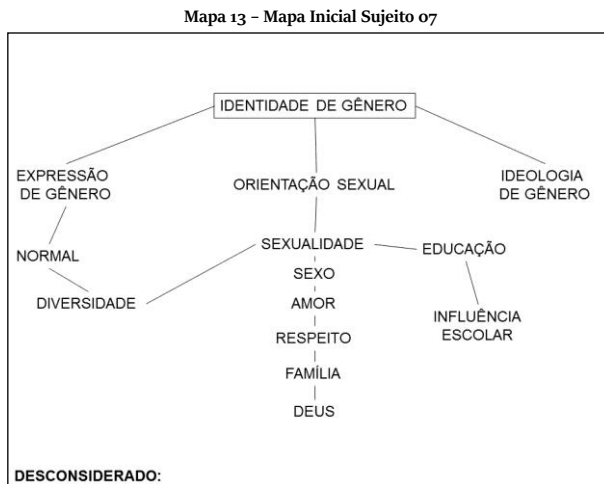 Mapa 13 – Mapa Inicial Sujeito 07
IDENTIDADE DE GÊNERO
EXPRESSÃO
DE GÊNERO
ORIENTAÇÃO SEXUAL
IDEOLOGIA
DE GÊNERO
NORMAL
SEXUALIDADE
EDUCAÇÃO
SEXO
DIVERSIDADE
AMOR
INFLUÊNCIA
ESCOLAR
RESPEITO
FAMÍLIA
DEUS
DESCONSIDERADO: